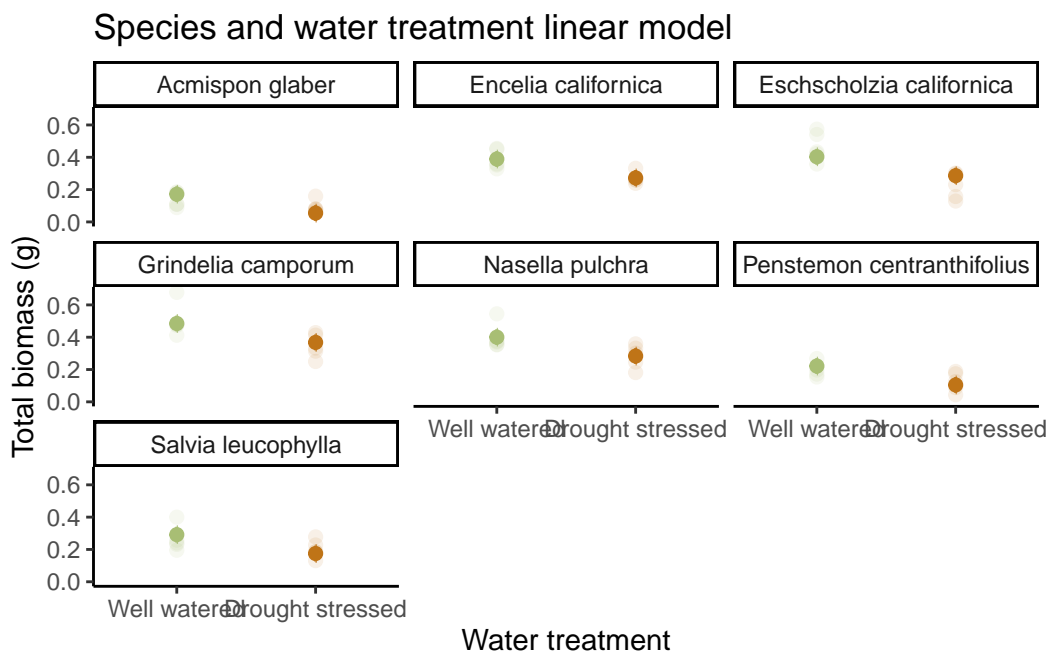 Species and water treatment linear model
Acmispon glaber
Encelia californica
Eschscholzia californica
0.6
0.4
0.2
0.0
Grindelia camporum
Nasella pulchra
Penstemon centranthifolius
0.6
0.4
0.2
0.0
Well watered
Drought stressed
Well watered
Drought stressed
Salvia leucophylla
0.6
0.4
0.2
0.0
Well watered
Drought stressed
Total biomass (g)
Water treatment